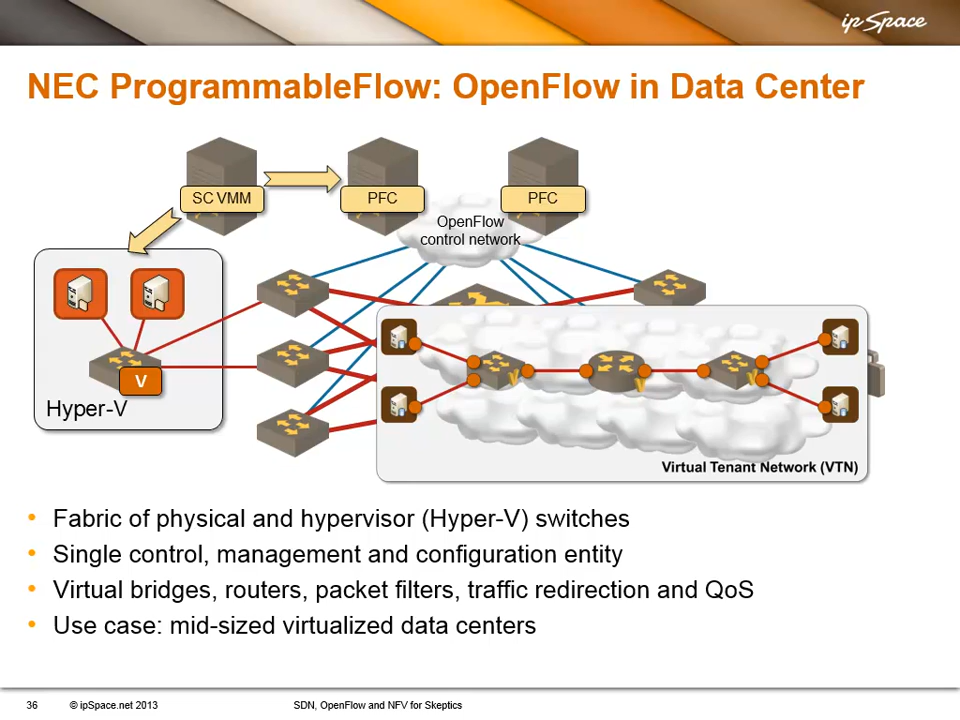 ip Space
NEC ProgrammableFlow: OpenFlow in Data Center
SC VMM
PFC
PFC
OpenFlow
control network
V
Hyper-V
V
V
V
Virtual Tenant Network (VTN)
• Fabric of physical and hypervisor (Hyper-V) switches
• Single control, management and configuration entity
• Virtual bridges, routers, packet filters, traffic redirection and QoS
• Use case: mid-sized virtualized data centers
36 © ipSpace.net 2013 SDN, OpenFlow and NFV for Skeptics